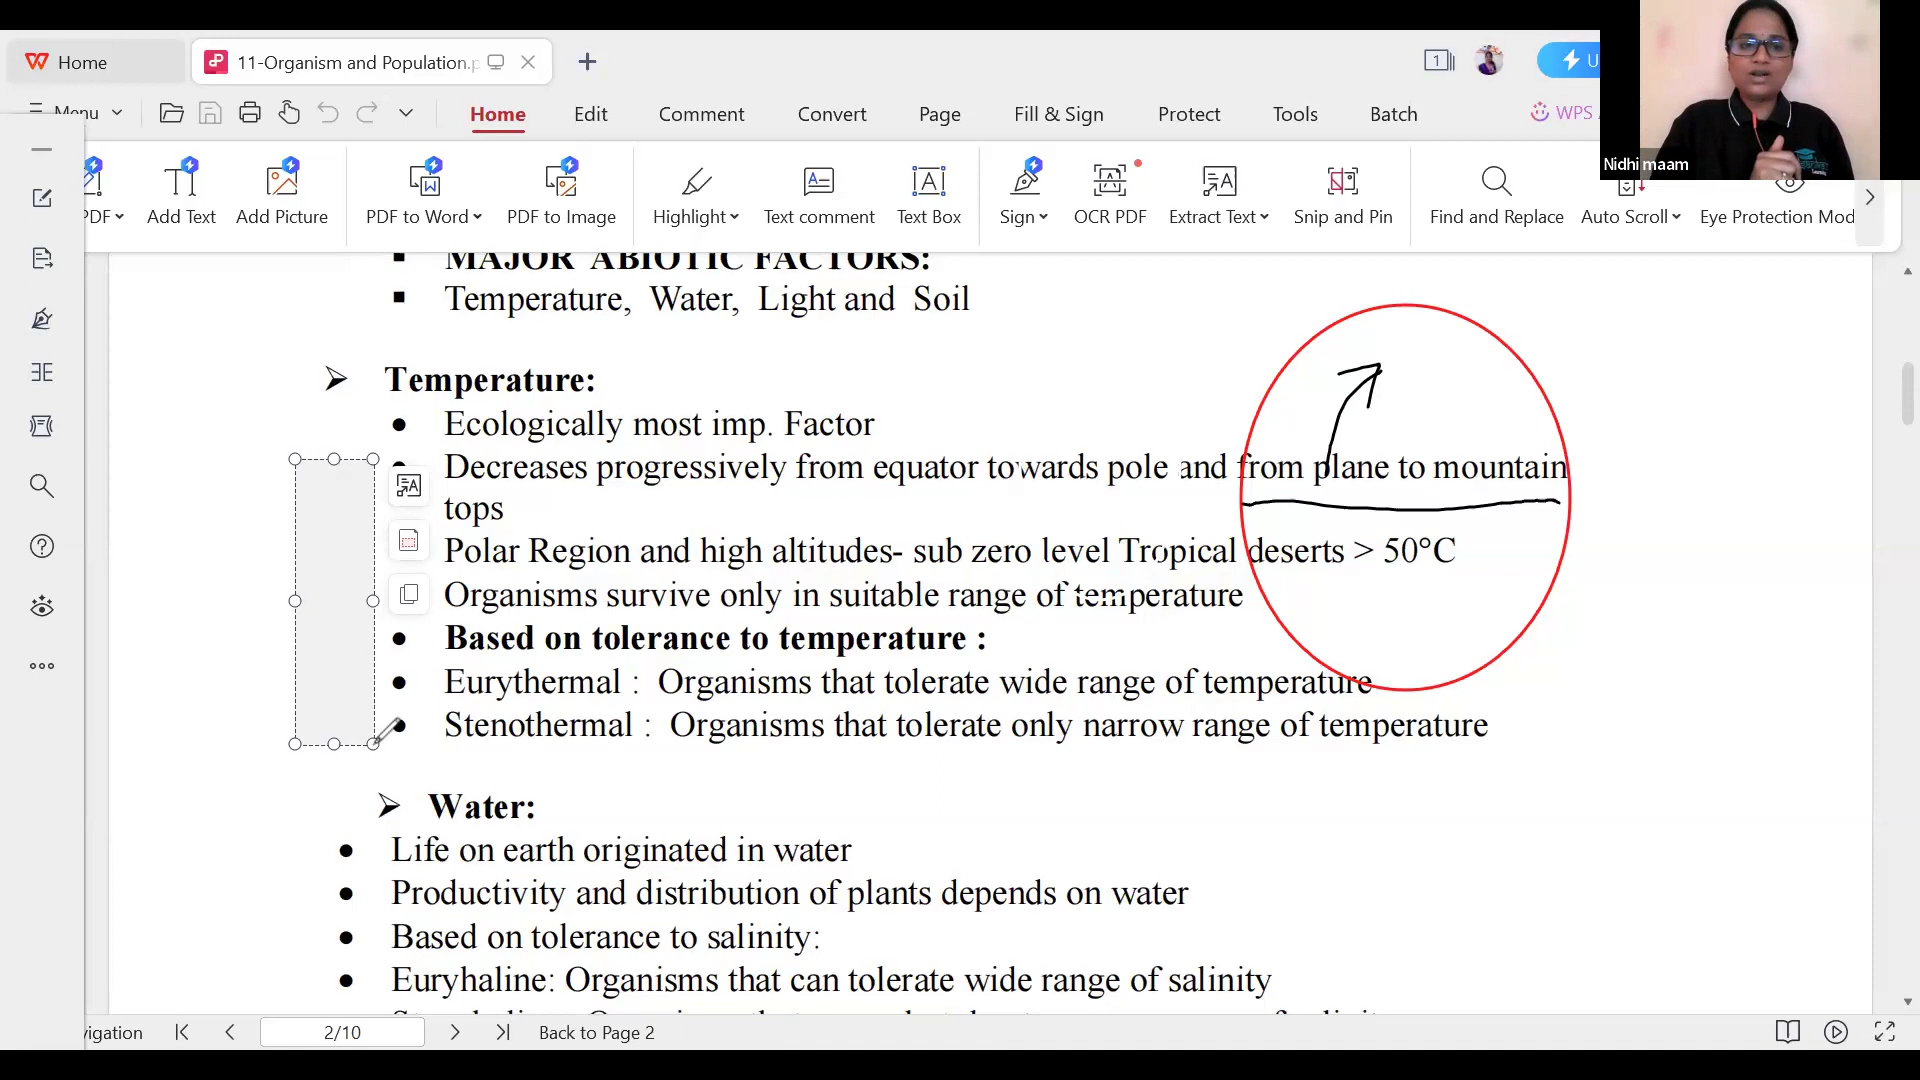 Home
11-Organism and Population.p
1
U
Menu
Home
Edit
Comment
Convert
Page
Fill & Sign
Protect
Tools
Batch
WPS
Nidhi maam
PDF
Add Text
Add Picture
PDF to Word
PDF to Image
Highlight
Text comment
Text Box
Sign
OCR PDF
Extract Text
Snip and Pin
Find and Replace
Auto Scroll
Eye Protection Mod
▪ MAJOR ABIOTIC FACTORS:
▪ Temperature, Water, Light and Soil
➢ Temperature:
• Ecologically most imp. Factor
• Decreases progressively from equator towards pole and from plane to mountain
tops
Polar Region and high altitudes- sub zero level Tropical deserts > 50°C
Organisms survive only in suitable range of temperature
• Based on tolerance to temperature :
• Eurythermal : Organisms that tolerate wide range of temperature
• Stenothermal : Organisms that tolerate only narrow range of temperature
➢ Water:
• Life on earth originated in water
• Productivity and distribution of plants depends on water
• Based on tolerance to salinity:
• Euryhaline: Organisms that can tolerate wide range of salinity
vigation
2/10
Back to Page 2